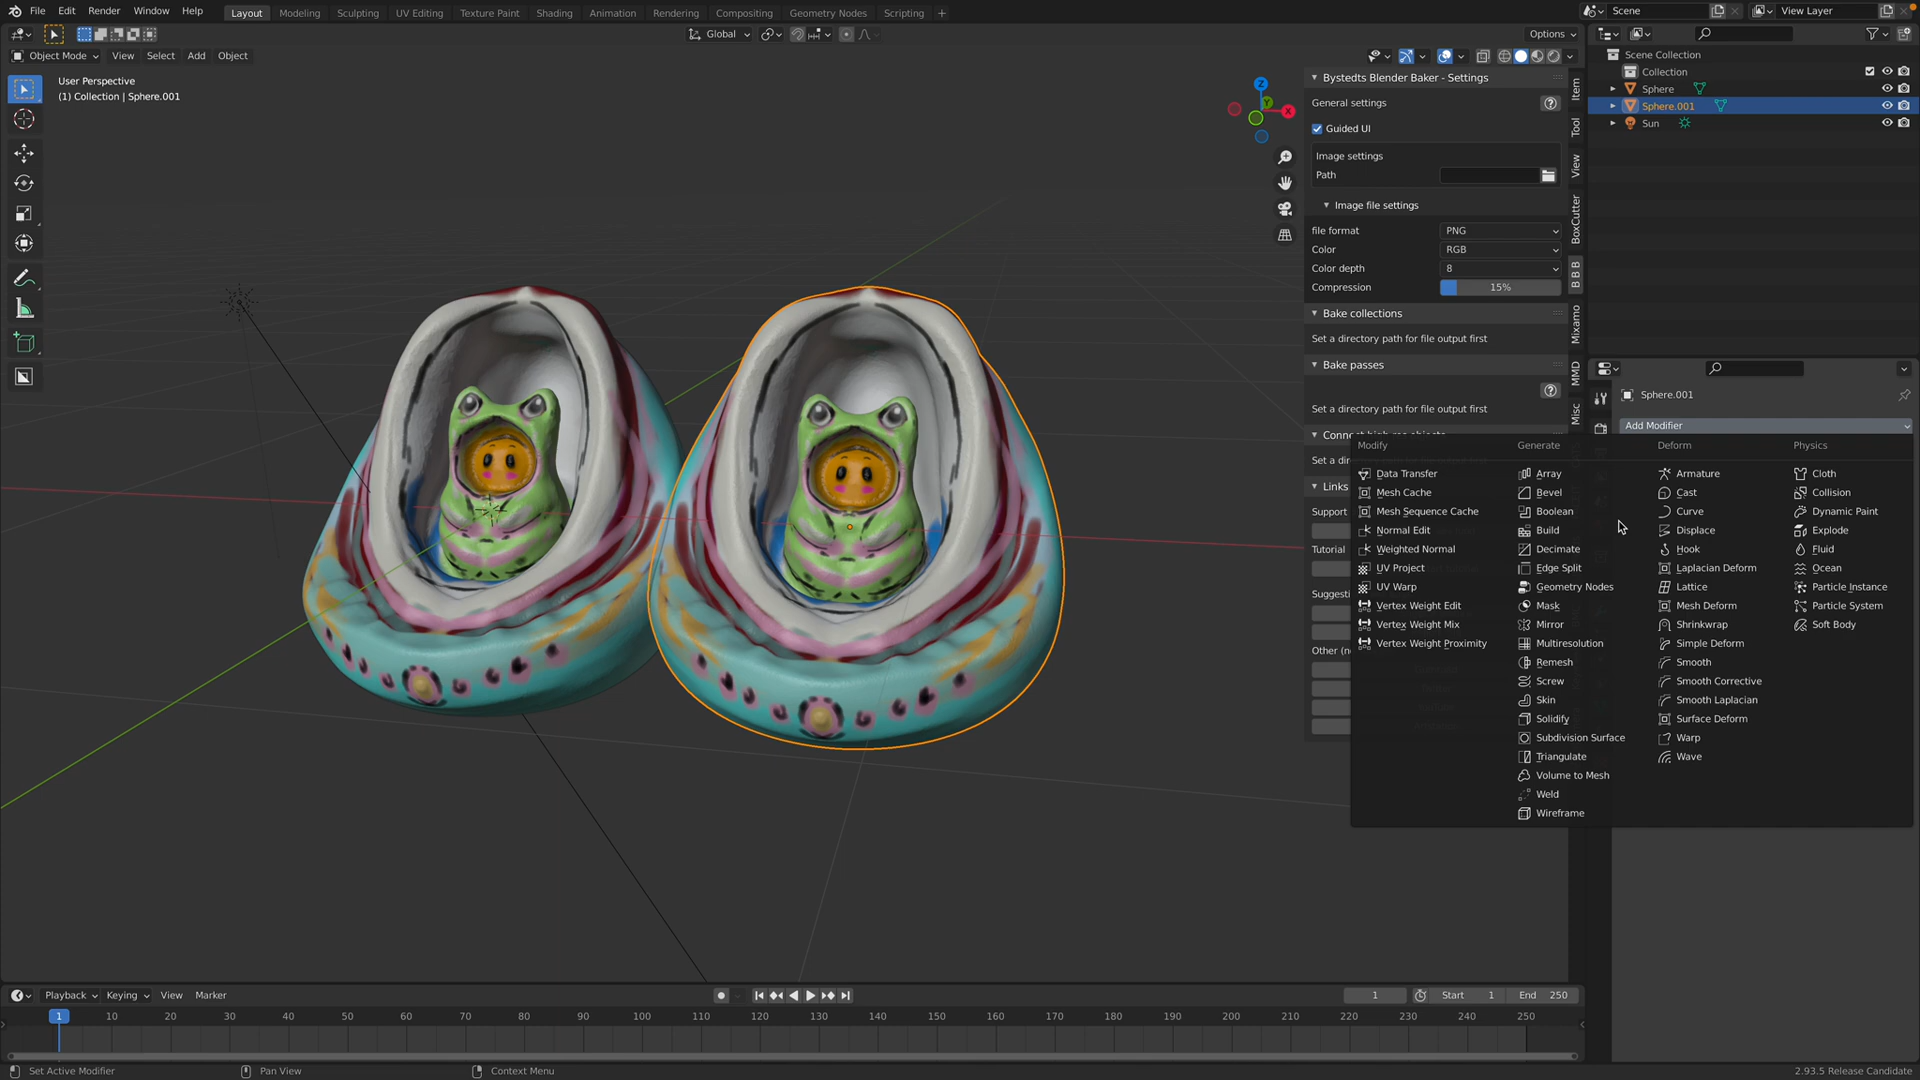 File Edit Render Window Help Layout Modeling Sculpting UV Editing Texture Paint Shading Animation Rendering Compositing Geometry Nodes Scripting + Scene View Layer
Global Options
Object Mode View Select Add Object
User Perspective
(1) Collection | Sphere.001
Z
Y
X
Bystedts Blender Baker - Settings
General settings
Guided UI
Image settings
Path
Image file settings
file format PNG
Color RGB
Color depth 8
Compression 15%
Bake collections
Set a directory path for file output first
Bake passes
Set a directory path for file output first
Links
Support
Tutorial
Other (n
Item
Tool
View
BoxCutter
B B B
Mixamo
MMD
Misc
Scene Collection
Collection
Sphere
Sphere.001
Sun
Sphere.001
Add Modifier
Modify Generate Deform Physics
Data Transfer Array Armature Cloth
Mesh Cache Bevel Cast Collision
Mesh Sequence Cache Boolean Curve Dynamic Paint
Normal Edit Build Displace Explode
Weighted Normal Decimate Hook Fluid
UV Project Edge Split Laplacian Deform Ocean
UV Warp Geometry Nodes Lattice Particle Instance
Vertex Weight Edit Mask Mesh Deform Particle System
Vertex Weight Mix Mirror Shrinkwrap Soft Body
Vertex Weight Proximity Multiresolution Simple Deform
Remesh Smooth
Screw Smooth Corrective
Skin Smooth Laplacian
Solidify Surface Deform
Subdivision Surface Warp
Triangulate Wave
Volume to Mesh
Weld
Wireframe
Playback Keying View Marker 1 Start 1 End 250
1 10 20 30 40 50 60 70 80 90 100 110 120 130 140 150 160 170 180 190 200 210 220 230 240 250
Set Active Modifier Pan View Context Menu 2.93.5 Release Candidate